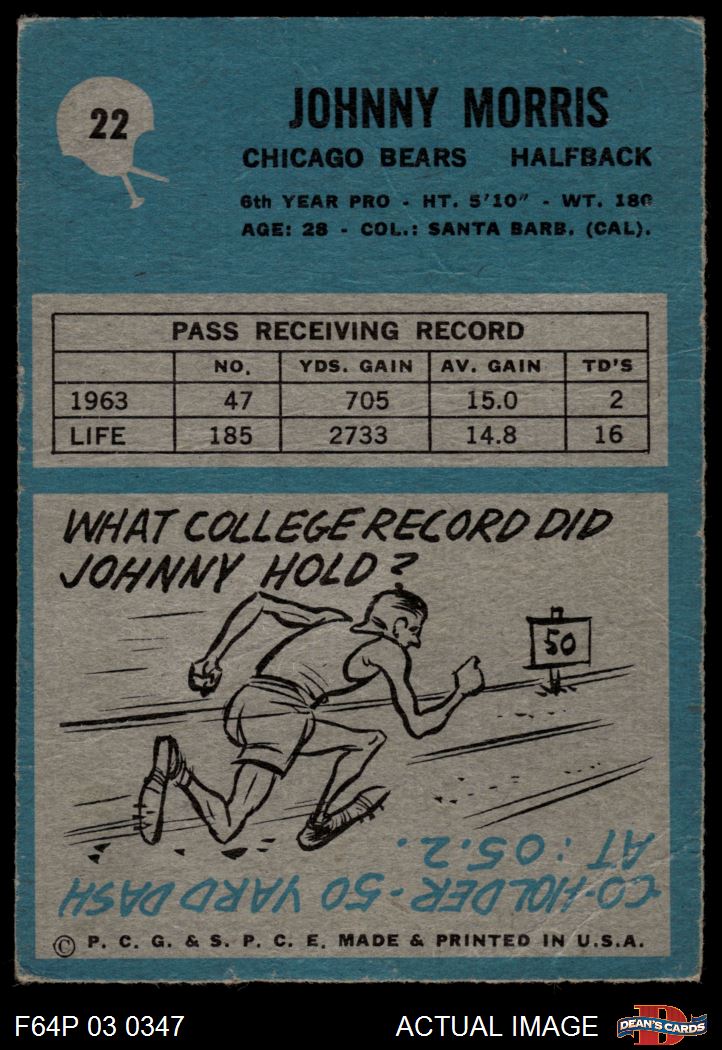 22
JOHNNY MORRIS
CHICAGO BEARS HALFBACK
6th YEAR PRO - HT. 5'10" - WT. 180
AGE: 28 - COL.: SANTA BARB. (CAL).
PASS RECEIVING RECORD
NO. YDS. GAIN AV. GAIN TD'S
1963 47 705 15.0 2
LIFE 185 2733 14.8 16
WHAT COLLEGE RECORD DID
JOHNNY HOLD?
50
CO-HOLDER-50 YARD DASH
AT :05.2.
© P. C. G. & S. P. C. E. MADE & PRINTED IN U.S.A.
F64P 03 0347 ACTUAL IMAGE
DEAN'S CARDS